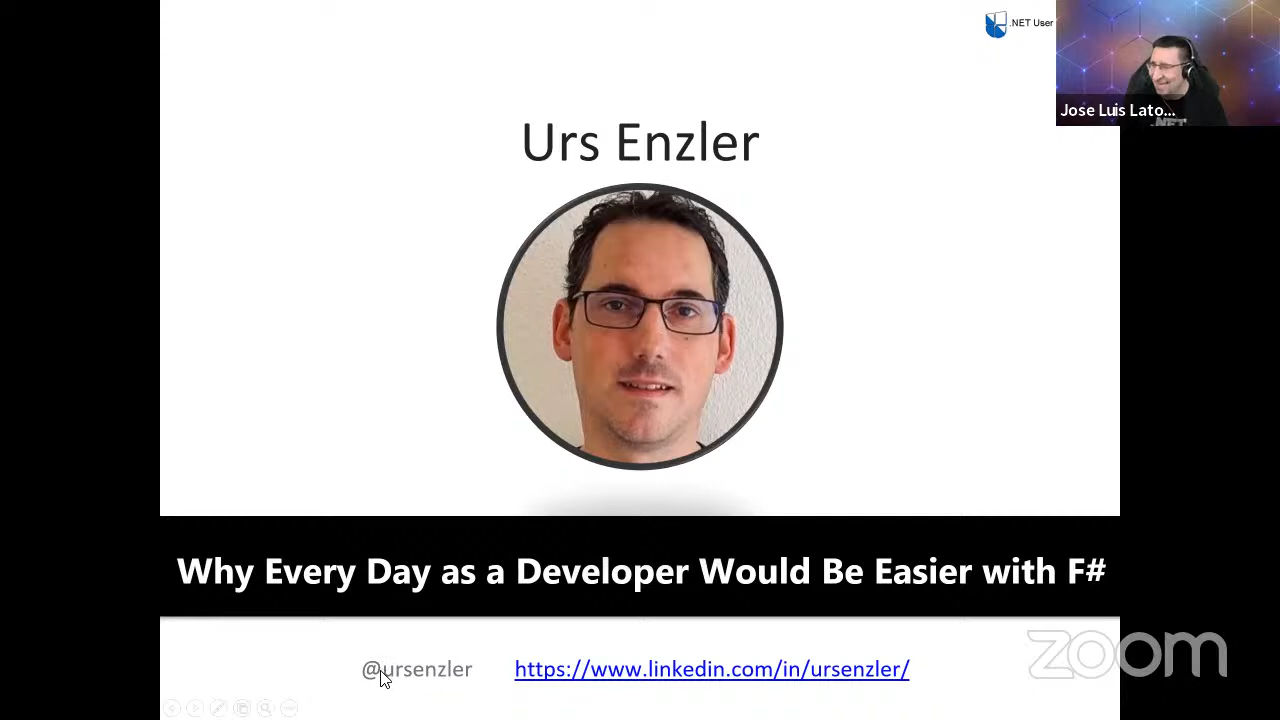 .NET User
Jose Luis Lato...
.NET
Urs Enzler
Why Every Day as a Developer Would Be Easier with F#
@ursenzler
https://www.linkedin.com/in/ursenzler/
zoom